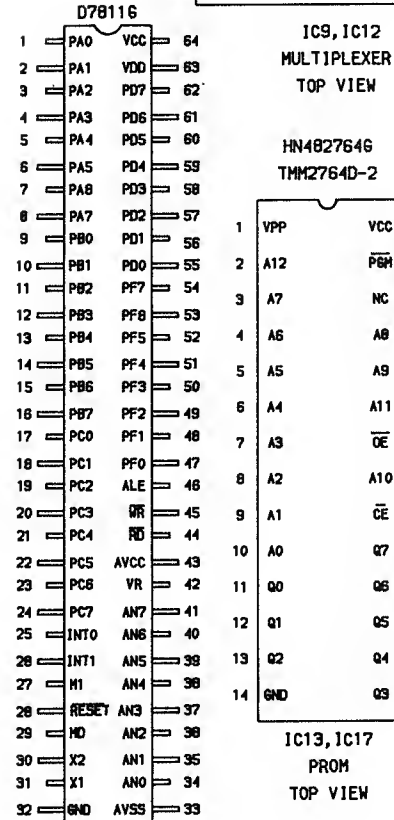 D7811G
1 PA0 VCC 64
2 PA1 VDD 63
3 PA2 PD7 62
4 PA3 PD6 61
5 PA4 PD5 60
6 PA5 PD4 59
7 PA6 PD3 58
8 PA7 PD2 57
9 PB0 PD1 56
10 PB1 PD0 55
11 PB2 PF7 54
12 PB3 PF6 53
13 PB4 PF5 52
14 PB5 PF4 51
15 PB6 PF3 50
16 PB7 PF2 49
17 PC0 PF1 48
18 PC1 PF0 47
19 PC2 ALE 46
20 PC3 WR 45
21 PC4 RD 44
22 PC5 AVCC 43
23 PC6 VR 42
24 PC7 AN7 41
25 INT0 AN6 40
26 INT1 AN5 39
27 M1 AN4 38
28 RESET AN3 37
29 MO AN2 36
30 X2 AN1 35
31 X1 AN0 34
32 GND AVSS 33
IC9, IC12
MULTIPLEXER
TOP VIEW
HN482764G
TMM2764D-2
1 VPP VCC
2 A12 PGM
3 A7 NC
4 A6 A8
5 A5 A9
6 A4 A11
7 A3 OE
8 A2 A10
9 A1 CE
10 A0 Q7
11 Q0 Q6
12 Q1 Q5
13 Q2 Q4
14 GND Q3
IC13, IC17
PROM
TOP VIEW